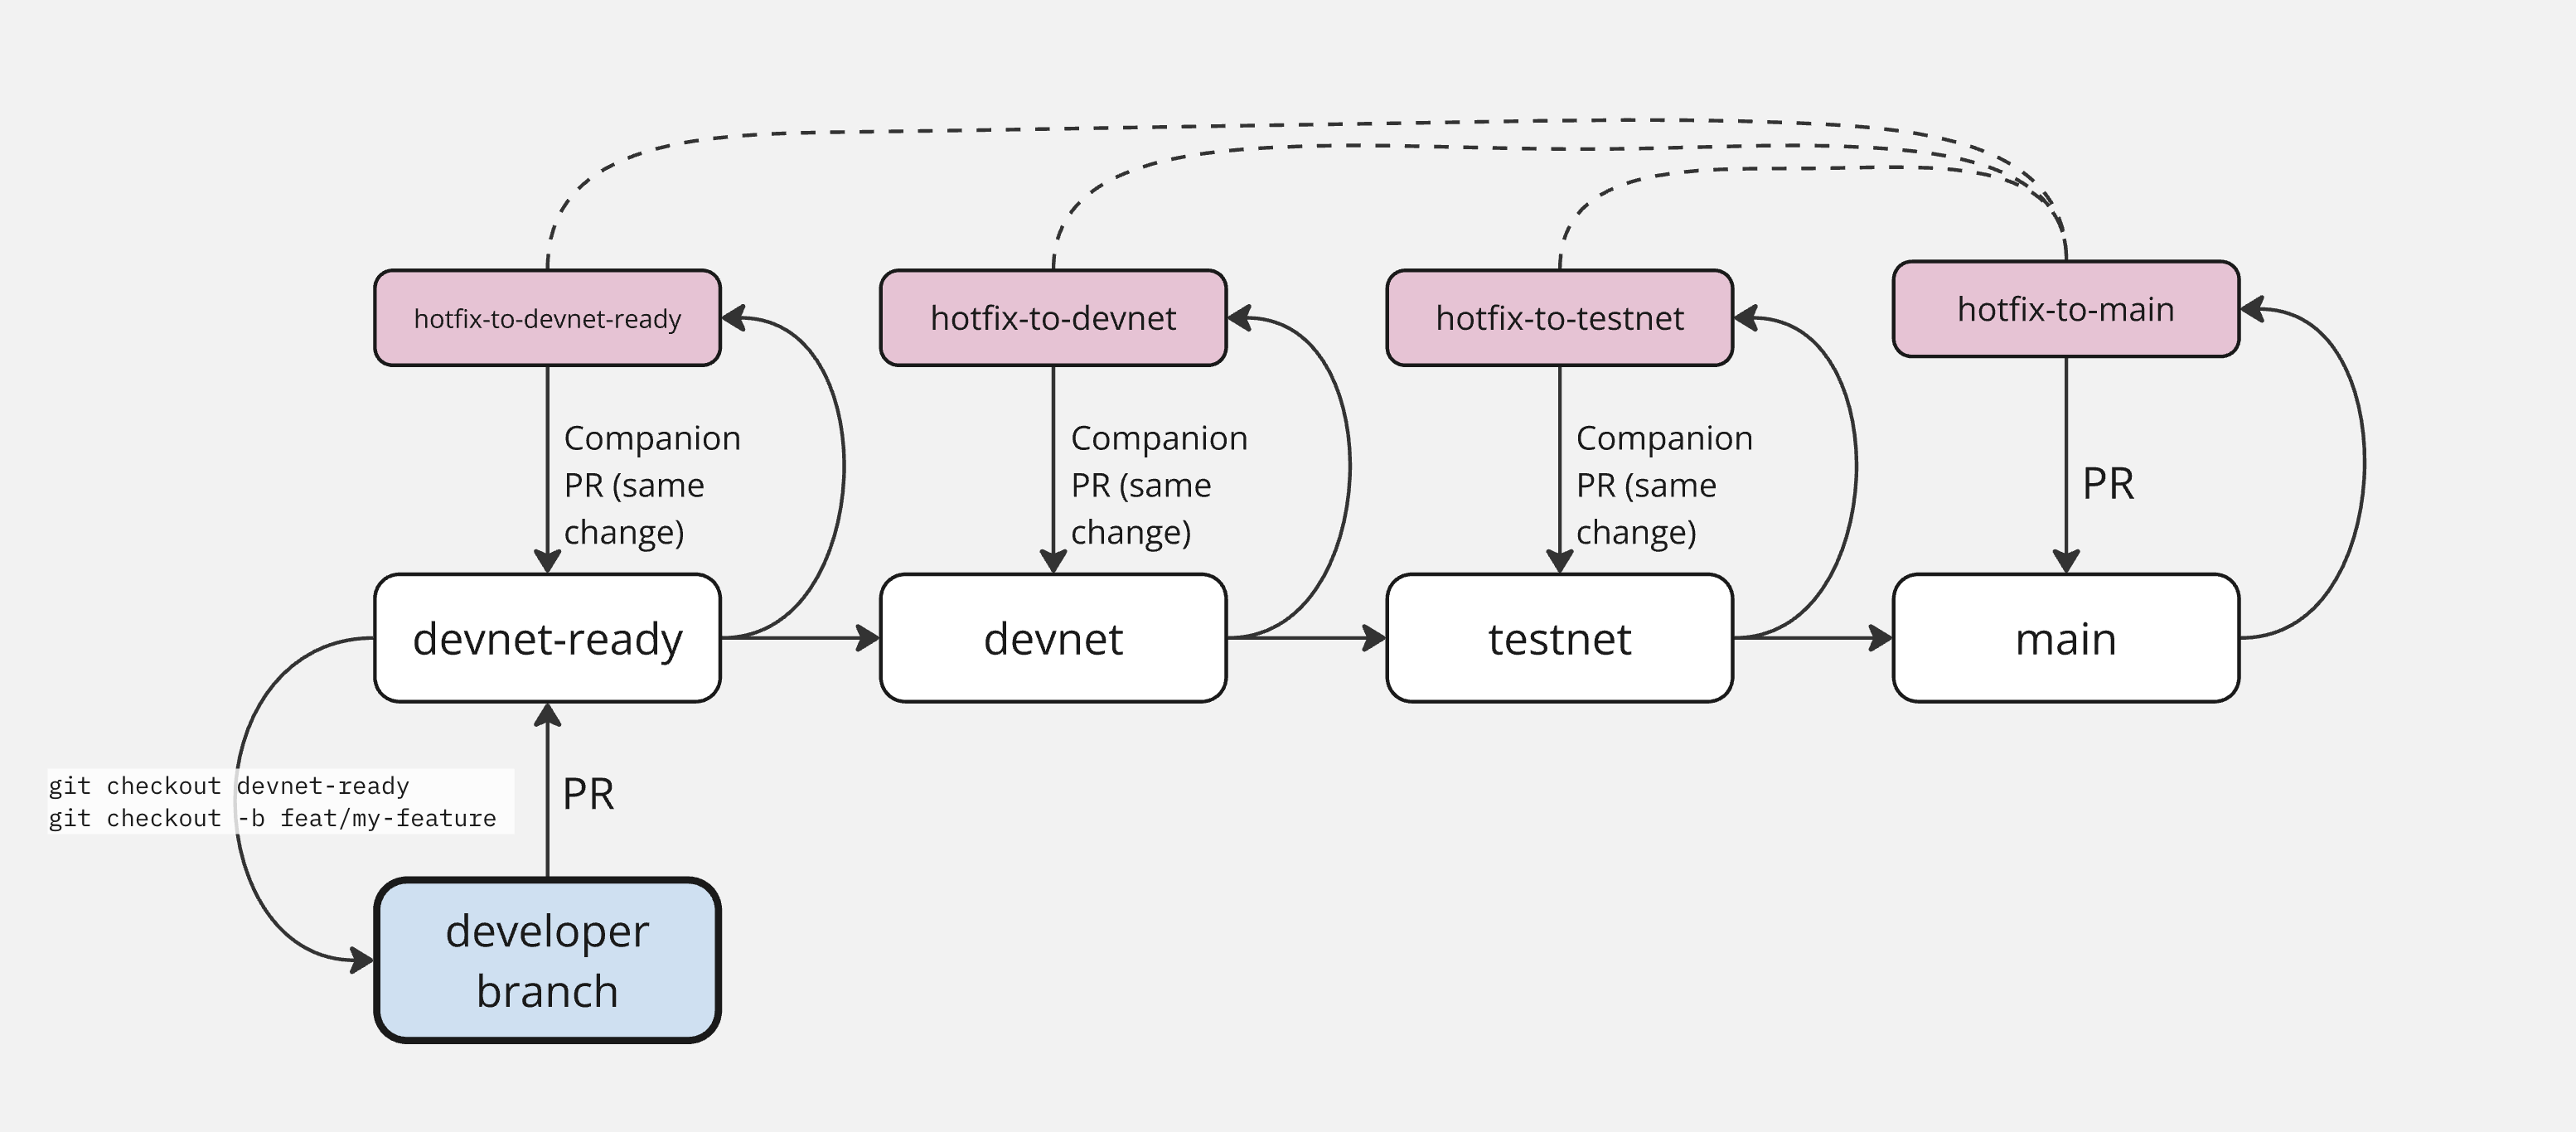 hotfix-to-devnet-ready
hotfix-to-devnet
hotfix-to-testnet
hotfix-to-main
Companion
PR (same
change)
Companion
PR (same
change)
Companion
PR (same
change)
PR
devnet-ready
devnet
testnet
main
git checkout devnet-ready
git checkout -b feat/my-feature
PR
developer
branch